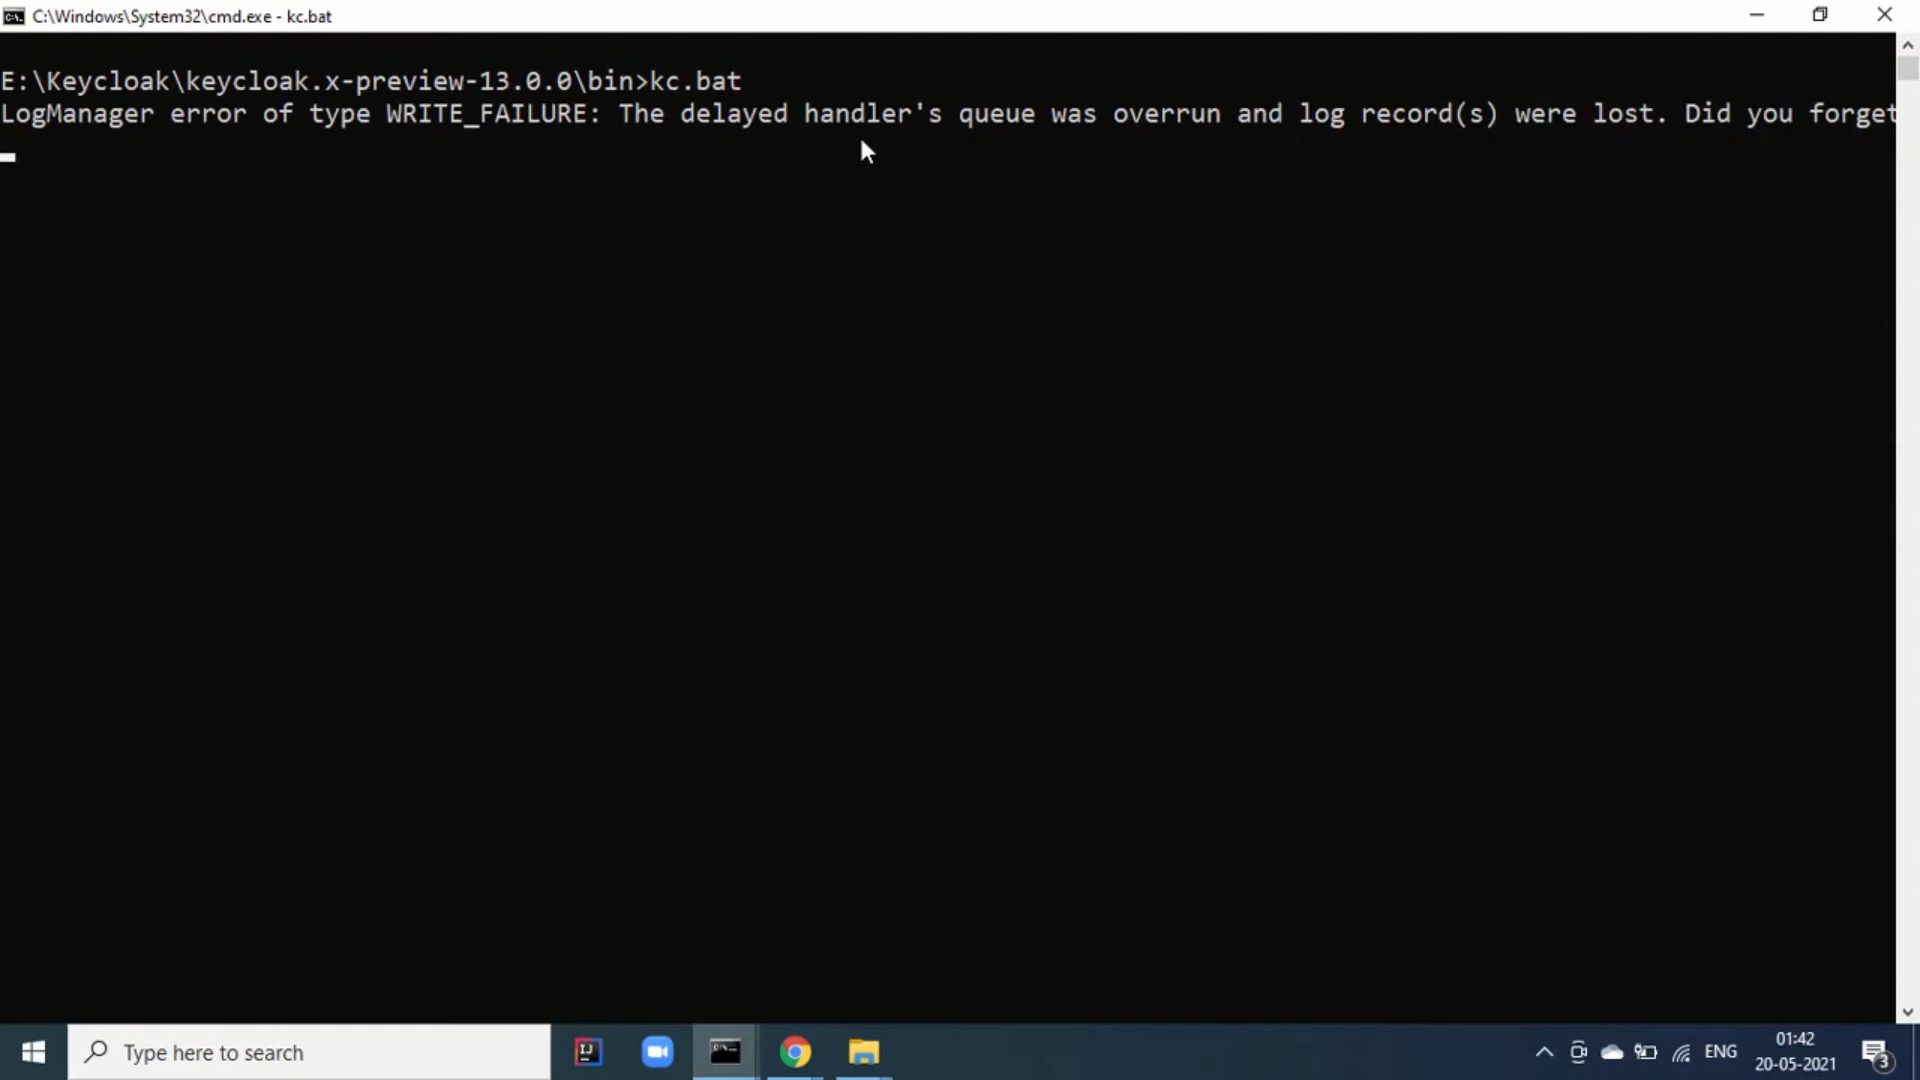 C:\Windows\System32\cmd.exe - kc.bat
E:\Keycloak\keycloak.x-preview-13.0.0\bin>kc.bat
LogManager error of type WRITE_FAILURE: The delayed handler's queue was overrun and log record(s) were lost. Did you forget
Type here to search
ENG
01:42
20-05-2021
3